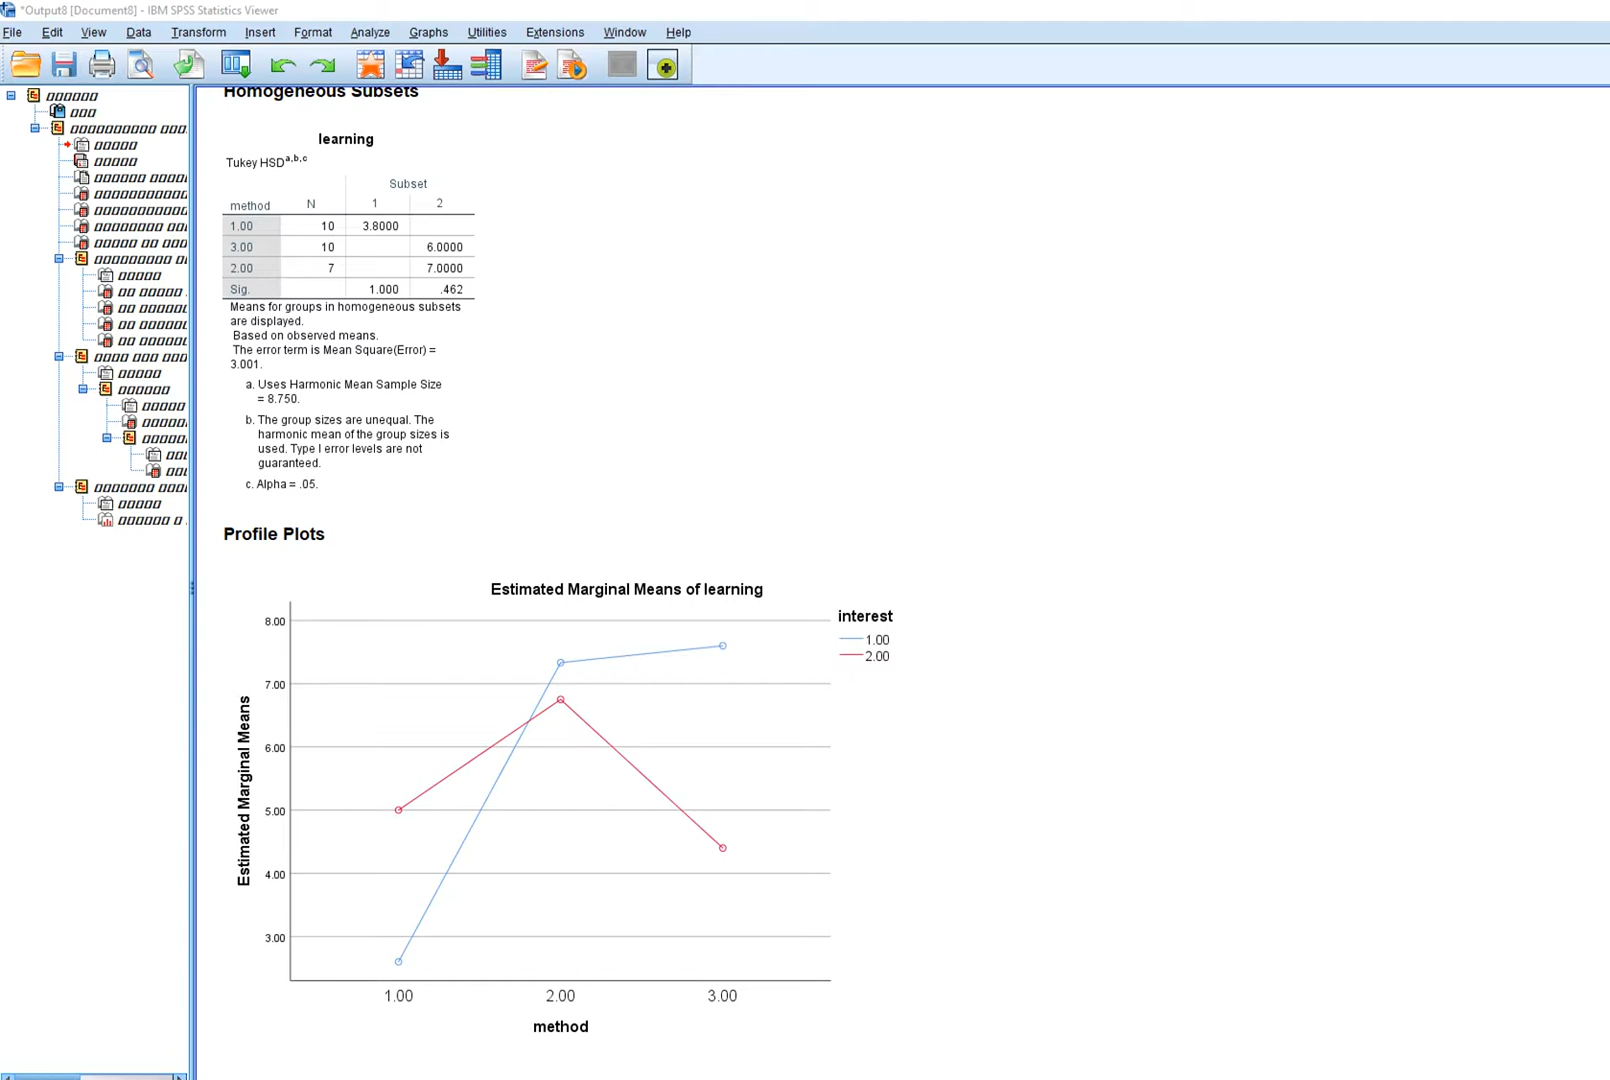 *Output8 [Document8] - IBM SPSS Statistics Viewer
File Edit View Data Transform Insert Format Analyze Graphs Utilities Extensions Window Help
Homogeneous Subsets
learning
Tukey HSDa,b,c
Subset
method N 1 2
1.00 10 3.8000
3.00 10 6.0000
2.00 7 7.0000
Sig. 1.000 .462
Means for groups in homogeneous subsets
are displayed.
Based on observed means.
The error term is Mean Square(Error) =
3.001.
a. Uses Harmonic Mean Sample Size
= 8.750.
b. The group sizes are unequal. The
harmonic mean of the group sizes is
used. Type I error levels are not
guaranteed.
c. Alpha = .05.
Profile Plots
Estimated Marginal Means of learning
interest
1.00
2.00
Estimated Marginal Means
8.00
7.00
6.00
5.00
4.00
3.00
1.00 2.00 3.00
method